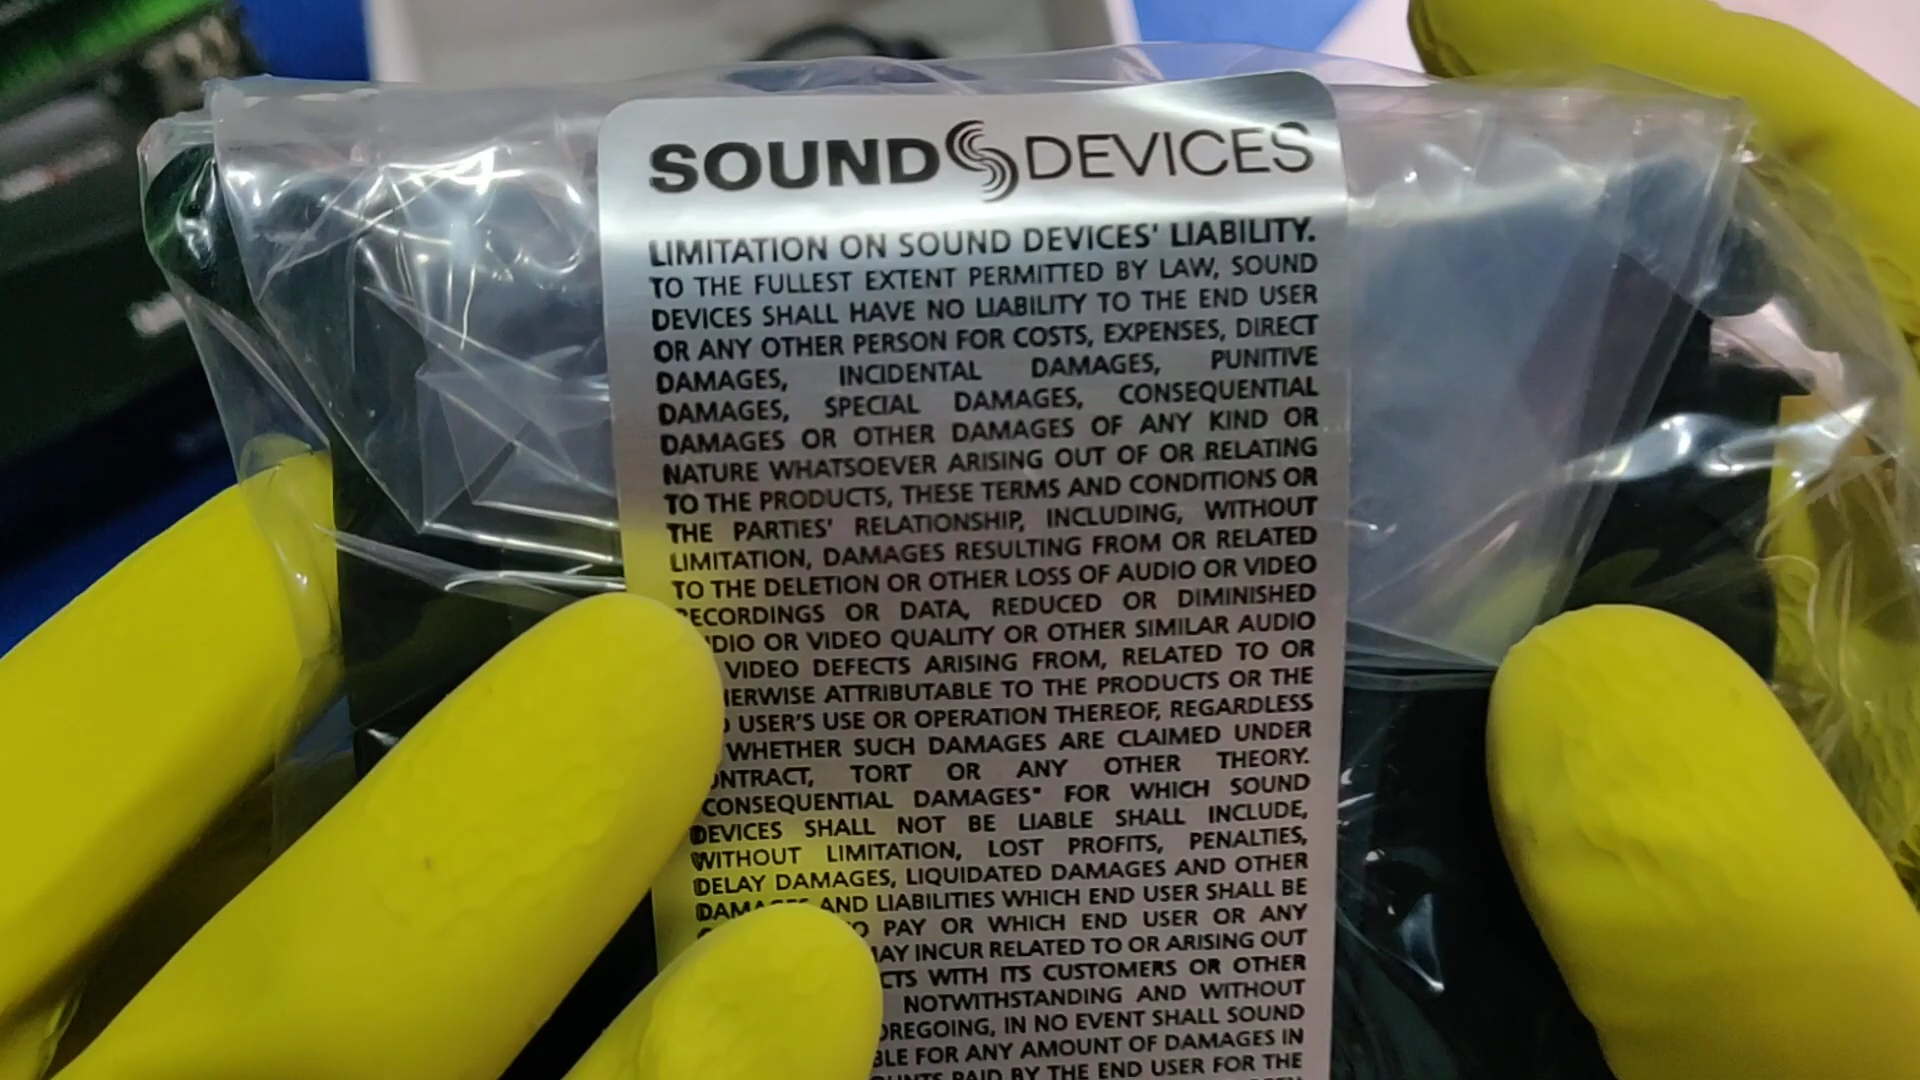 SOUND DEVICES
LIMITATION ON SOUND DEVICES' LIABILITY.
TO THE FULLEST EXTENT PERMITTED BY LAW, SOUND
DEVICES SHALL HAVE NO LIABILITY TO THE END USER
OR ANY OTHER PERSON FOR COSTS, EXPENSES, DIRECT
DAMAGES, INCIDENTAL DAMAGES, PUNITIVE
DAMAGES, SPECIAL DAMAGES, CONSEQUENTIAL
DAMAGES OR OTHER DAMAGES OF ANY KIND OR
NATURE WHATSOEVER ARISING OUT OF OR RELATING
TO THE PRODUCTS, THESE TERMS AND CONDITIONS OR
THE PARTIES' RELATIONSHIP, INCLUDING, WITHOUT
LIMITATION, DAMAGES RESULTING FROM OR RELATED
TO THE DELETION OR OTHER LOSS OF AUDIO OR VIDEO
RECORDINGS OR DATA, REDUCED OR DIMINISHED
DIO OR VIDEO QUALITY OR OTHER SIMILAR AUDIO
VIDEO DEFECTS ARISING FROM, RELATED TO OR
HERWISE ATTRIBUTABLE TO THE PRODUCTS OR THE
USER'S USE OR OPERATION THEREOF, REGARDLESS
WHETHER SUCH DAMAGES ARE CLAIMED UNDER
ONTRACT, TORT OR ANY OTHER THEORY.
"CONSEQUENTIAL DAMAGES" FOR WHICH SOUND
DEVICES SHALL NOT BE LIABLE SHALL INCLUDE,
WITHOUT LIMITATION, LOST PROFITS, PENALTIES,
DELAY DAMAGES, LIQUIDATED DAMAGES AND OTHER
DAMAGES AND LIABILITIES WHICH END USER SHALL BE
O PAY OR WHICH END USER OR ANY
MAY INCUR RELATED TO OR ARISING OUT
CTS WITH ITS CUSTOMERS OR OTHER
NOTWITHSTANDING AND WITHOUT
OREGOING, IN NO EVENT SHALL SOUND
BLE FOR ANY AMOUNT OF DAMAGES IN
OUNTS PAID BY THE END USER FOR THE